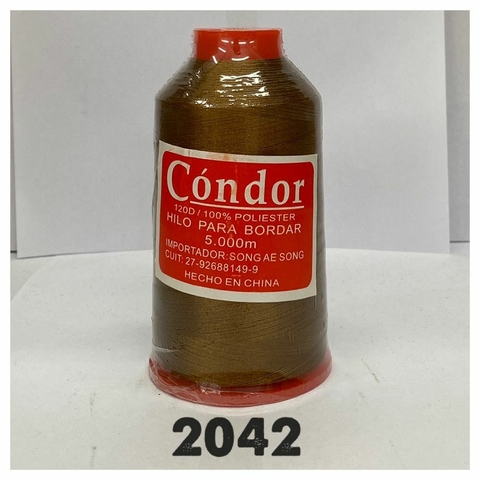 Cóndor
120D / 100% POLIESTER
HILO PARA BORDAR
5.000m
IMPORTADOR: SONG AE SONG
CUIT: 27-92688149-9
HECHO EN CHINA
2042